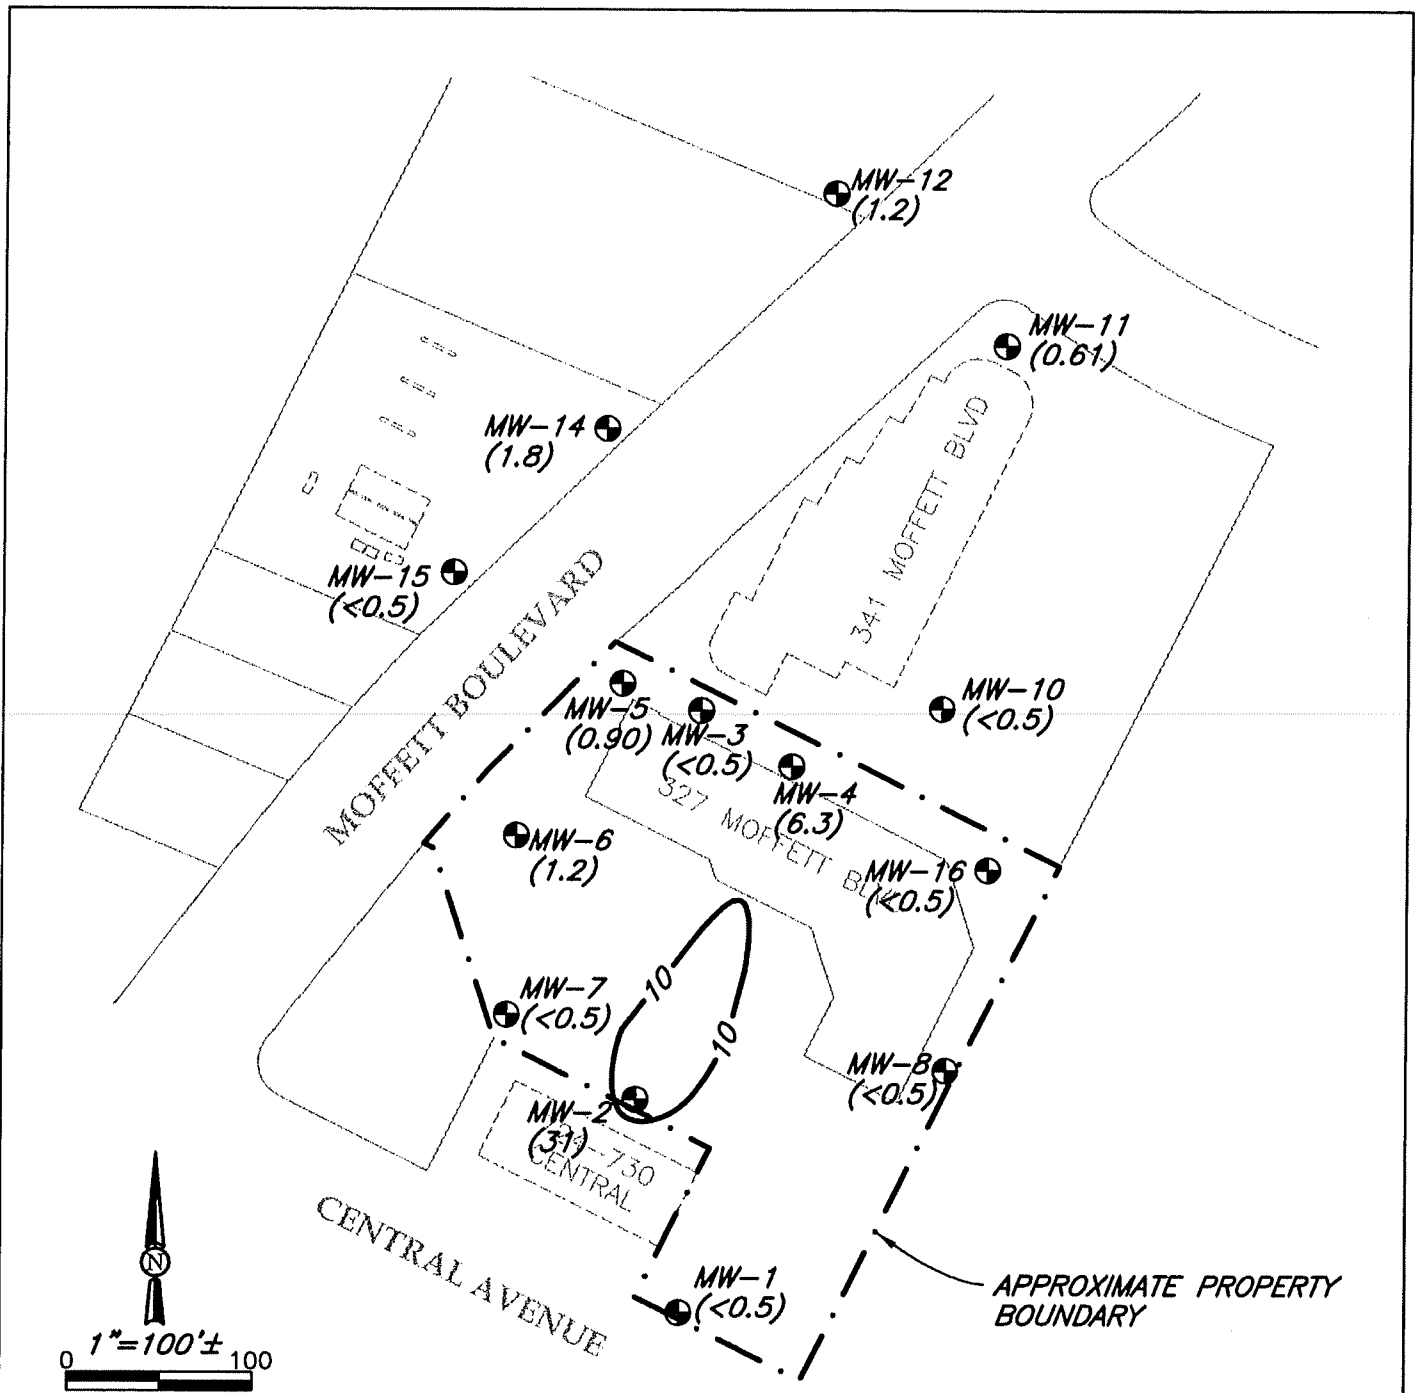 MW-12
(1.2)
MW-11
(0.61)
MW-14
(1.8)
341 MOFFETT BLVD
MW-15
(<0.5)
MOFFETT BOULEVARD
MW-5
(0.90)
MW-3
(<0.5)
MW-10
(<0.5)
MW-4
(6.3)
327 MOFFETT
MW-6
(1.2)
MW-16
(<0.5)
10
10
MW-7
(<0.5)
MW-8
(<0.5)
MW-2
(31)
CENTRAL
CENTRAL AVENUE
MW-1
(<0.5)
APPROXIMATE PROPERTY
BOUNDARY
N
1"=100'±
0 100